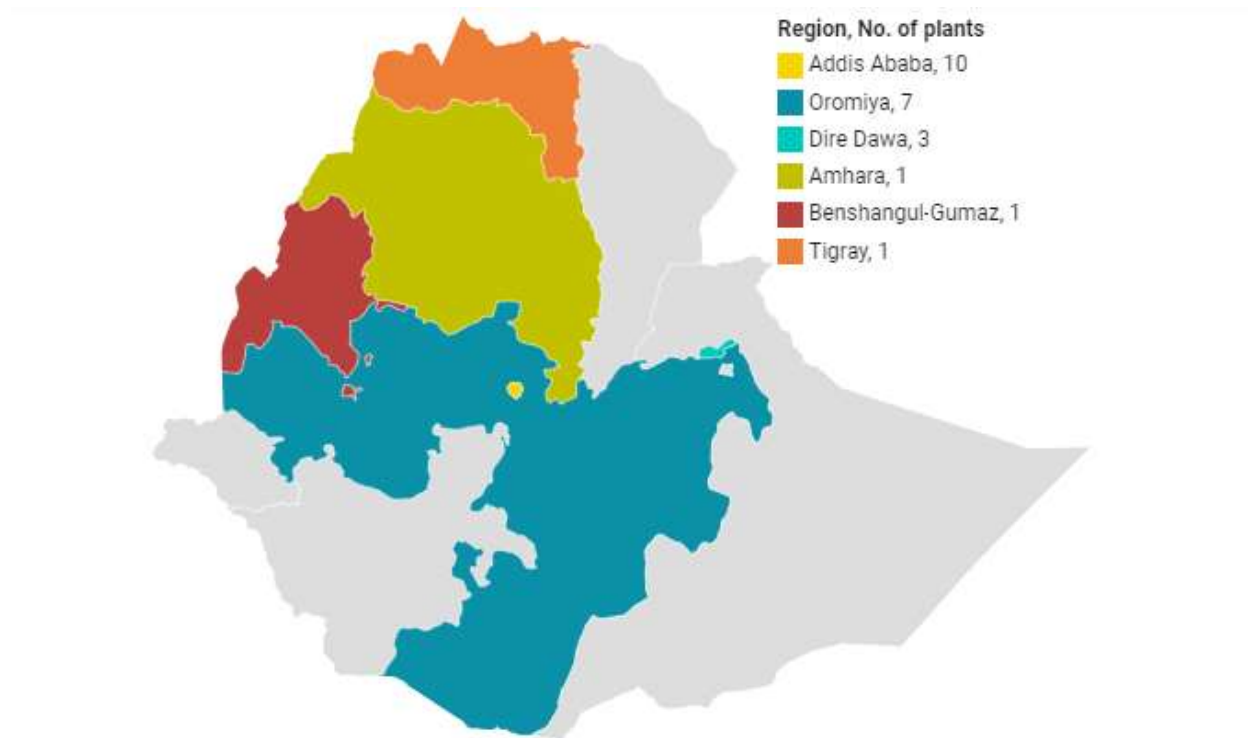 Region, No. of plants
Addis Ababa, 10
Oromiya, 7
Dire Dawa, 3
Amhara, 1
Benshangul-Gumaz, 1
Tigray, 1